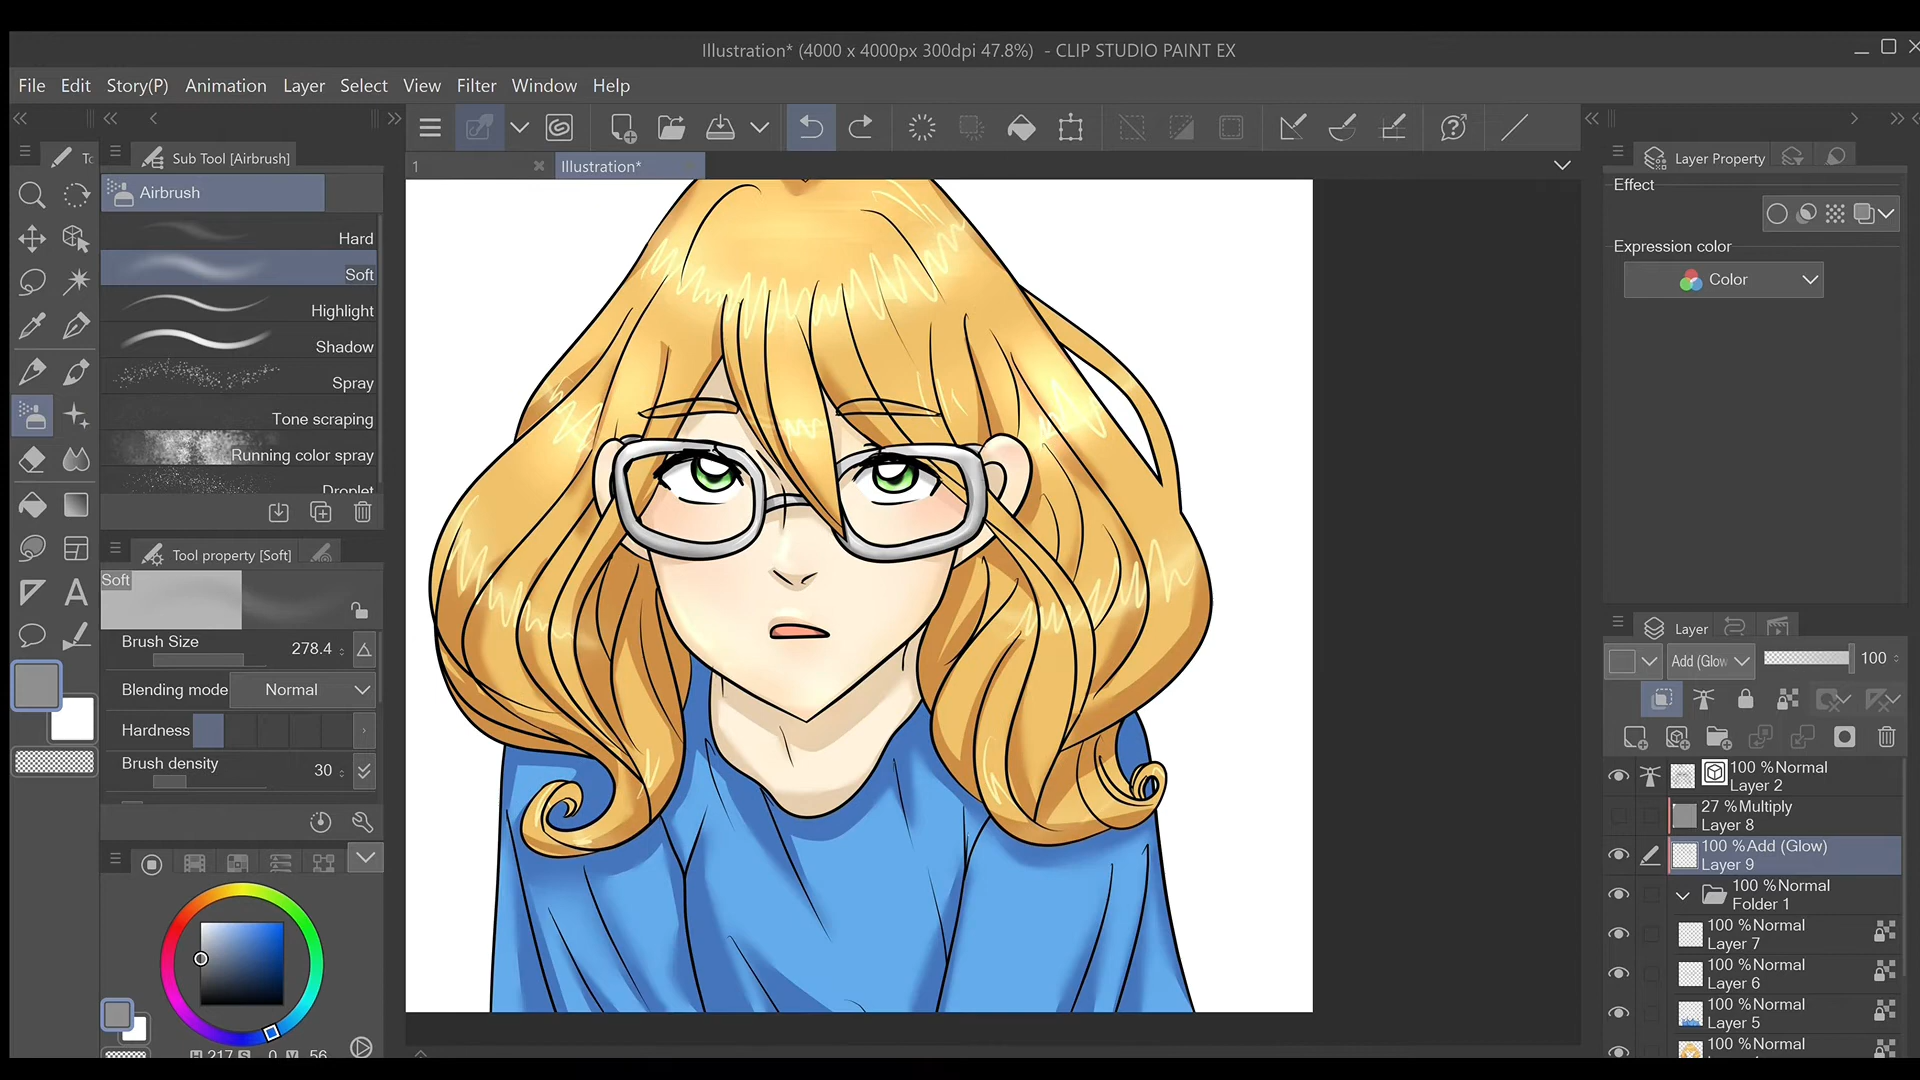 Illustration* (4000 x 4000px 300dpi 47.8%) - CLIP STUDIO PAINT EX
File Edit Story(P) Animation Layer Select View Filter Window Help
Sub Tool [Airbrush]
1
Illustration*
Airbrush
Hard
Soft
Highlight
Shadow
Spray
Tone scraping
Running color spray
Droplet
Tool property [Soft]
Soft
Brush Size 278.4
Blending mode Normal
Hardness
Brush density 30
H 217 S 0 V 56
Layer Property
Effect
Expression color
Color
Layer
Add (Glow 100
100 %Normal
Layer 2
27 %Multiply
Layer 8
100 %Add (Glow)
Layer 9
100 %Normal
Folder 1
100 %Normal
Layer 7
100 %Normal
Layer 6
100 %Normal
Layer 5
100 %Normal